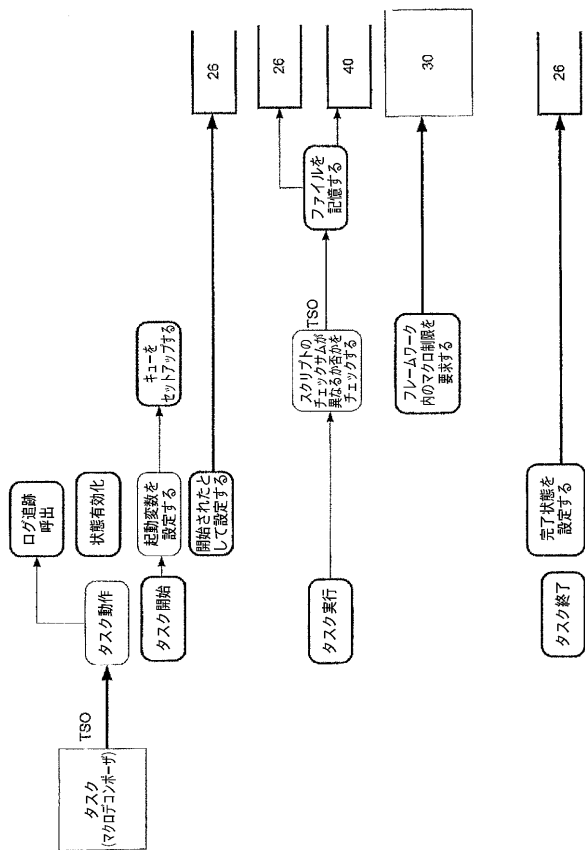 タスク
(マクロデコンポーザ)
TSO
タスク動作
ログ追跡
呼出
状態有効化
タスク開始
起動変数を
設定する
キューを
セットアップする
開始されたと
して設定する
26
タスク実行
スクリプトの
チェックサムが
異なるか否かを
チェックする
TSO
ファイルを
記憶する
26
40
フレームワーク
内のマクロ制限を
要求する
30
タスク終了
完了状態を
設定する
26